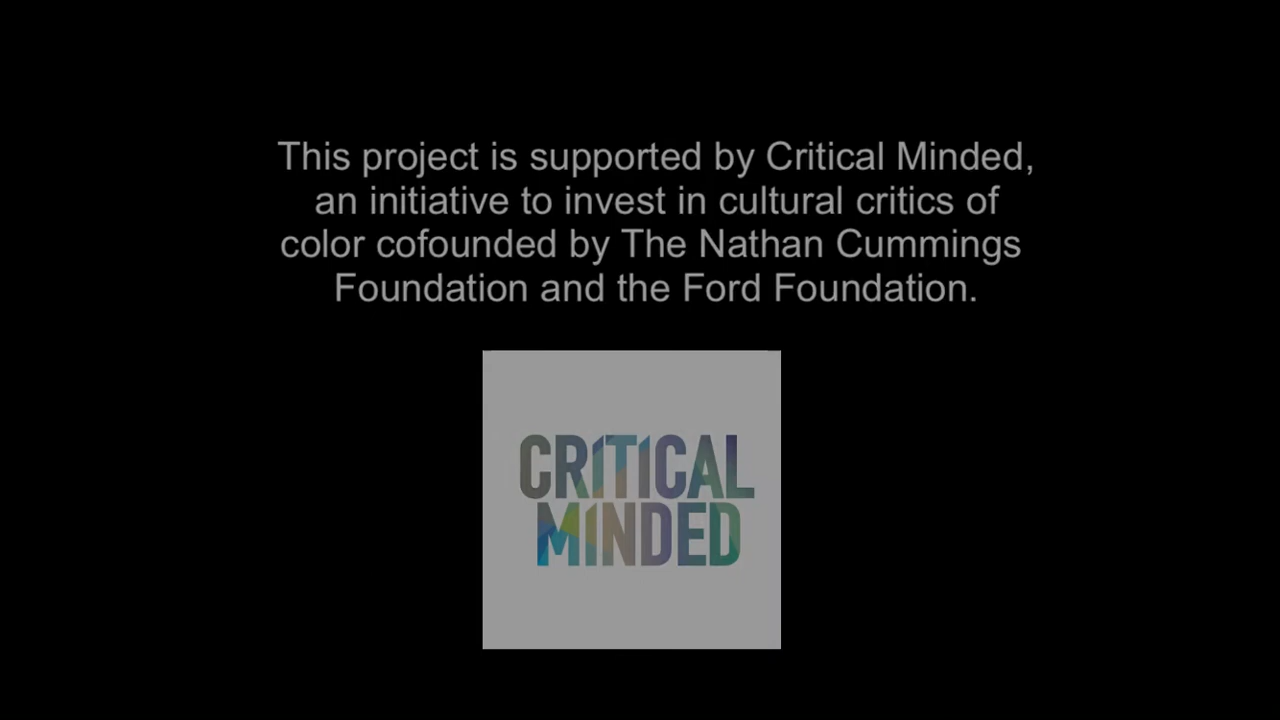 This project is supported by Critical Minded,
an initiative to invest in cultural critics of
color cofounded by The Nathan Cummings
Foundation and the Ford Foundation.
CRITICAL
MINDED